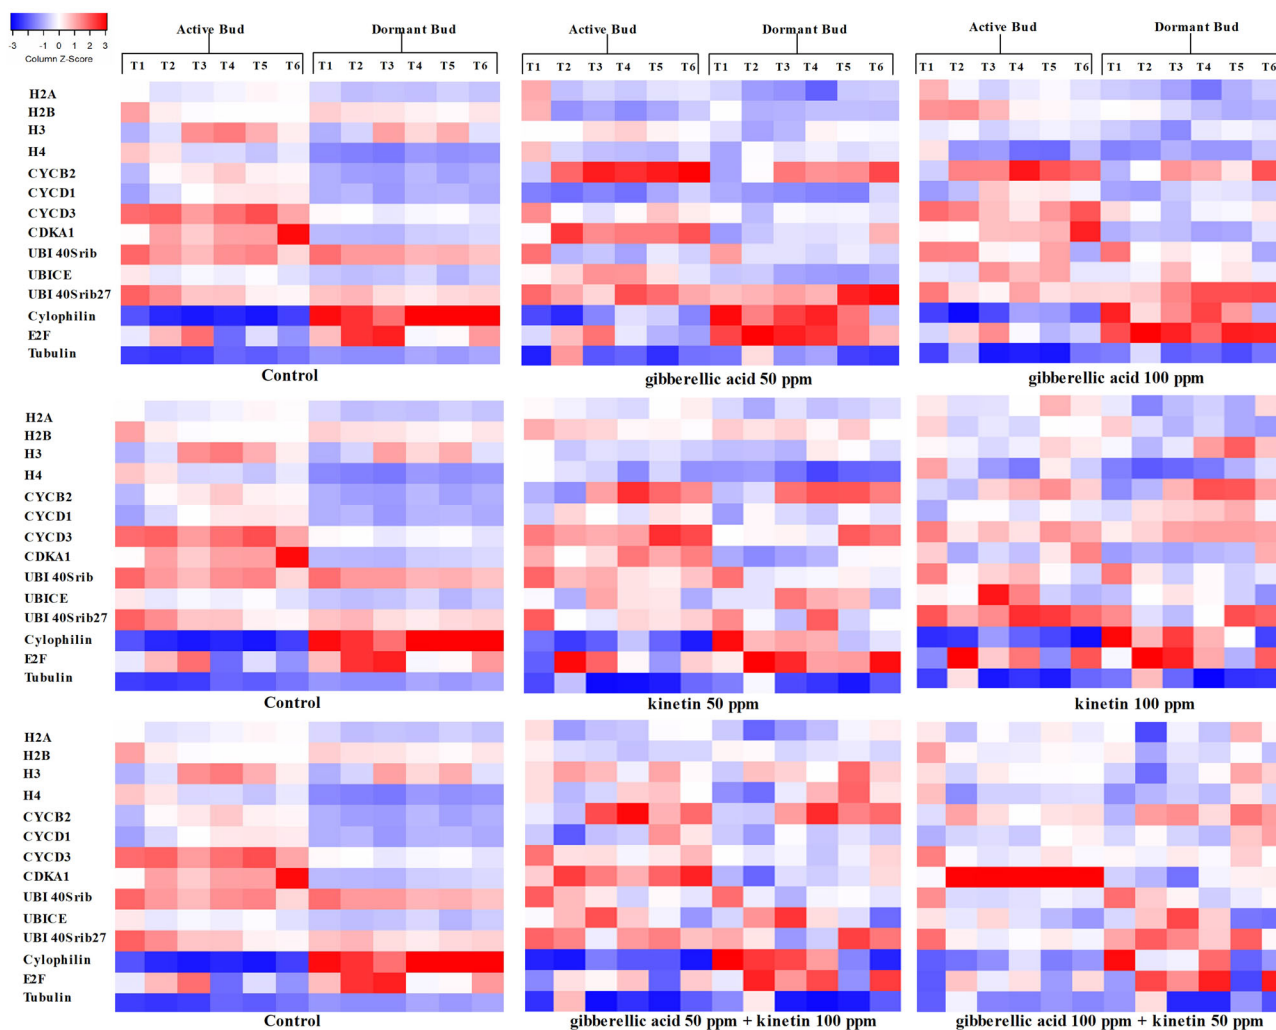 Active Bud Dormant Bud Active Bud Dormant Bud Active Bud Dormant Bud
-3 -1 0 1 3
Column Z-Score
T1 T2 T3 T4 T5 T6 T1 T2 T3 T4 T5 T6 T1 T2 T3 T4 T5 T6 T1 T2 T3 T4 T5 T6 T1 T2 T3 T4 T5 T6 T1 T2 T3 T4 T5 T6
H2A
H2B
H3
H4
CYCB2
CYCD1
CYCD3
CDKA1
UBI 40Srib
UBICE
UBI 40Srib27
Cylophilin
E2F
Tubulin
Control gibberellic acid 50 ppm gibberellic acid 100 ppm
H2A
H2B
H3
H4
CYCB2
CYCD1
CYCD3
CDKA1
UBI 40Srib
UBICE
UBI 40Srib27
Cylophilin
E2F
Tubulin
Control kinetin 50 ppm kinetin 100 ppm
H2A
H2B
H3
H4
CYCB2
CYCD1
CYCD3
CDKA1
UBI 40Srib
UBICE
UBI 40Srib27
Cylophilin
E2F
Tubulin
Control gibberellic acid 50 ppm + kinetin 100 ppm gibberellic acid 100 ppm + kinetin 50 ppm